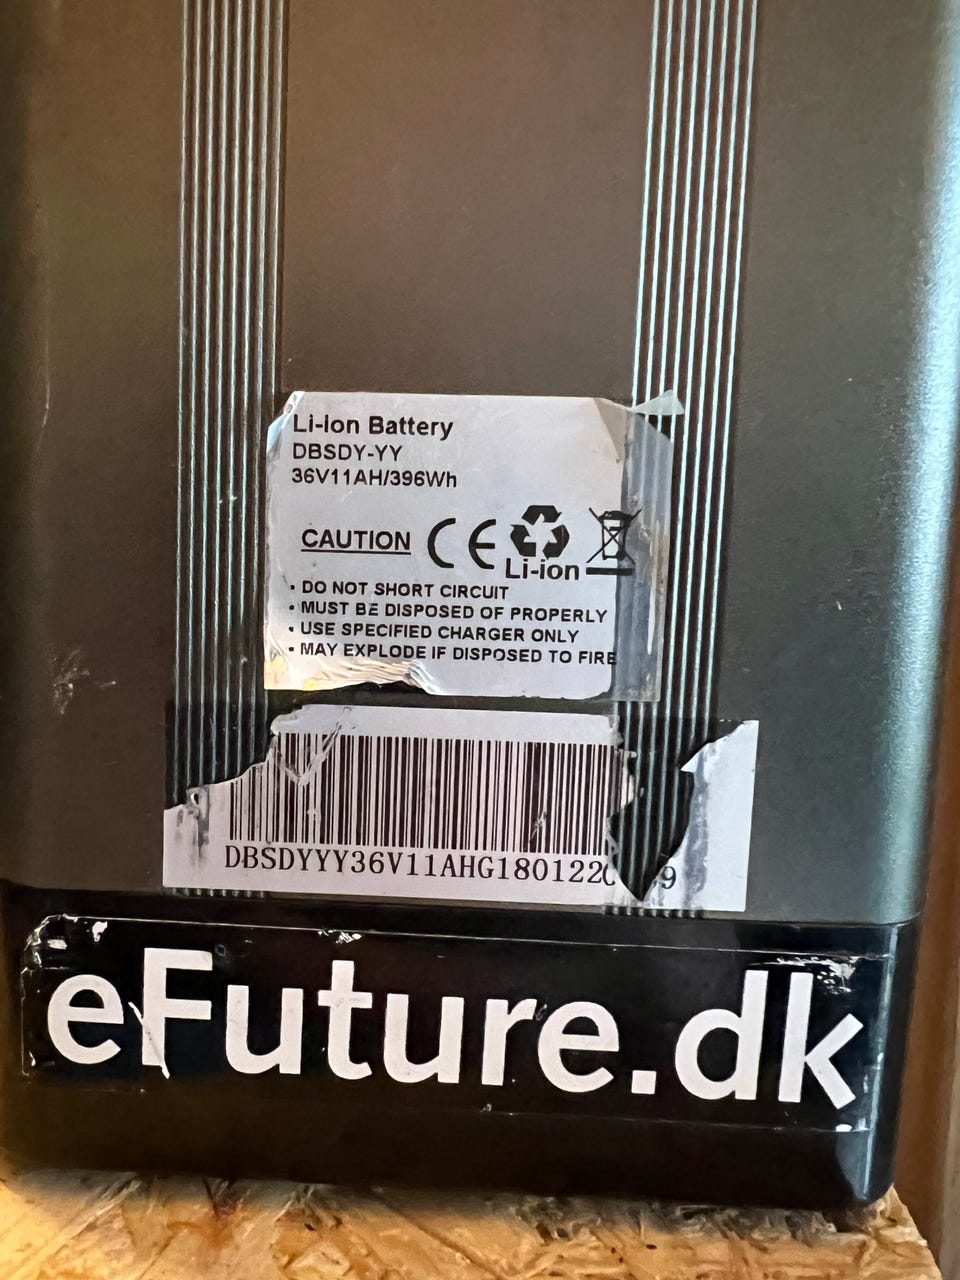 Li-Ion Battery
DBSDY-YY
36V11AH/396Wh
CAUTION CE
Li-ion
• DO NOT SHORT CIRCUIT
• MUST BE DISPOSED OF PROPERLY
• USE SPECIFIED CHARGER ONLY
• MAY EXPLODE IF DISPOSED TO FIRE
eFuture.dk